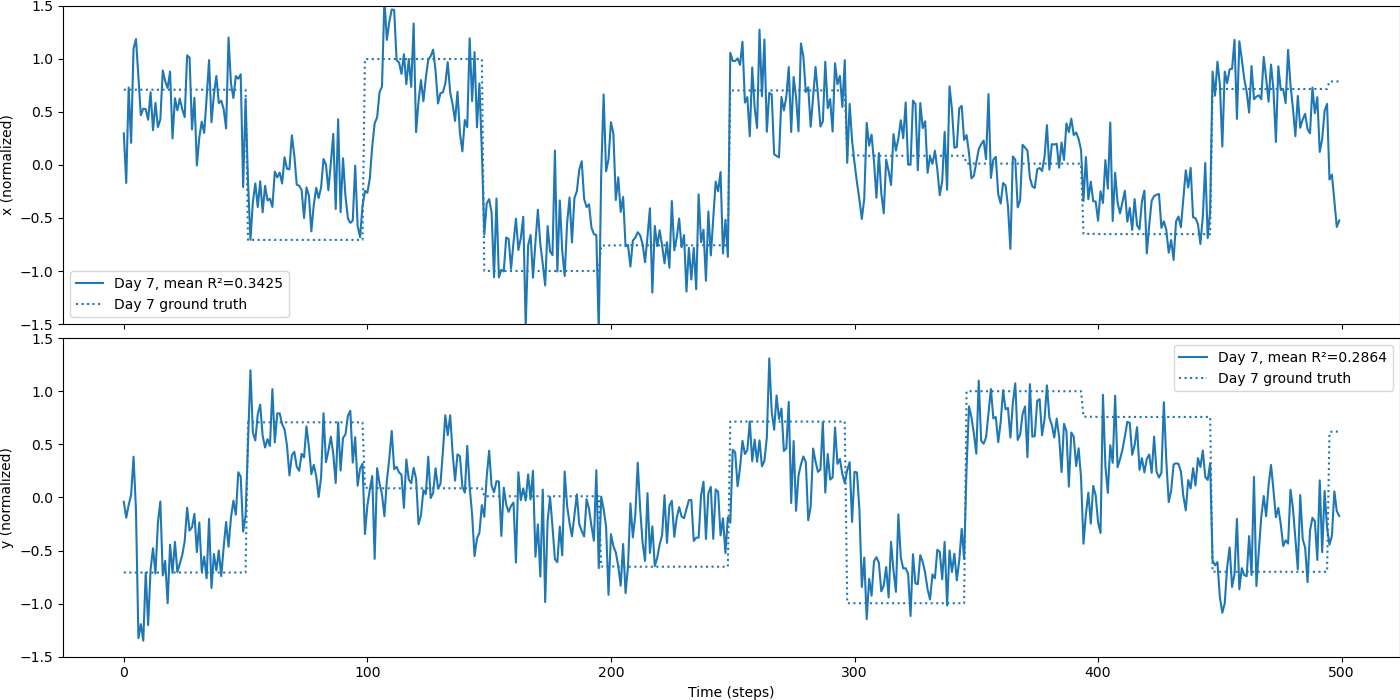 1.5
1.0
0.5
0.0
−0.5
−1.0
−1.5
x (normalized)
Day 7, mean R²=0.3425
Day 7 ground truth
1.5
1.0
0.5
0.0
−0.5
−1.0
−1.5
y (normalized)
Day 7, mean R²=0.2864
Day 7 ground truth
0 100 200 300 400 500
Time (steps)